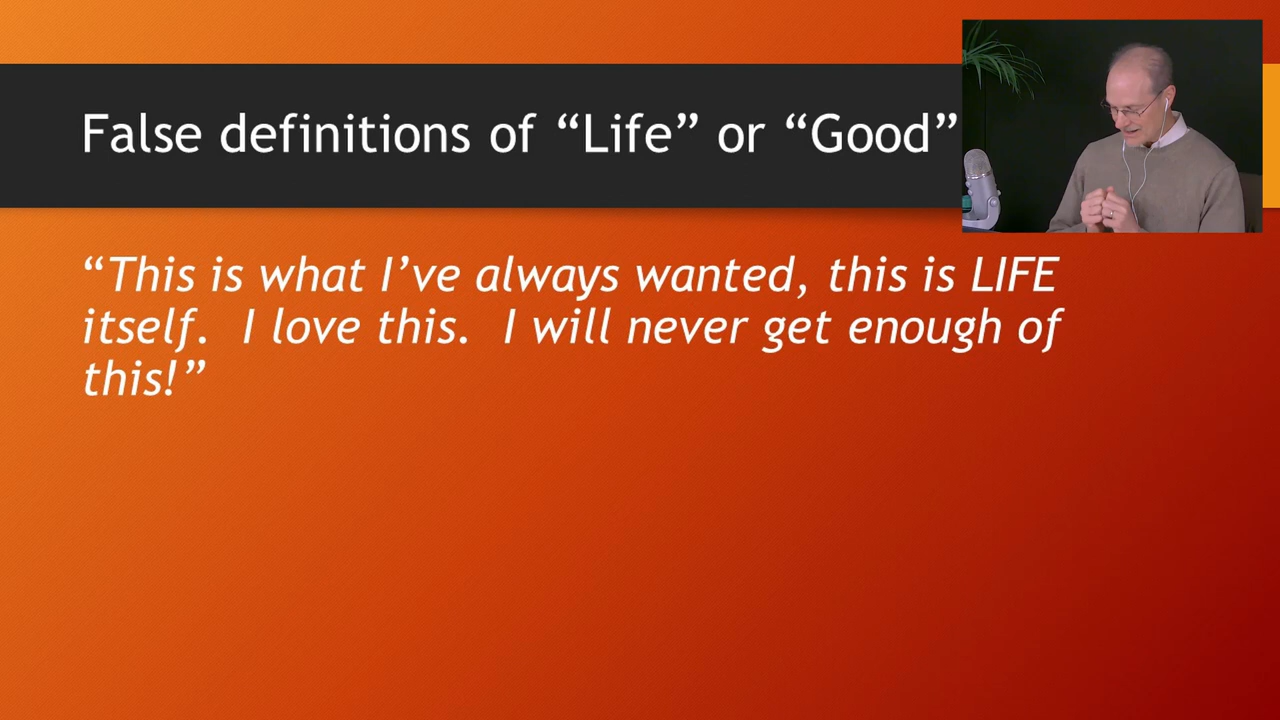 False definitions of “Life” or “Good”
“This is what I’ve always wanted, this is LIFE
itself.  I love this.  I will never get enough of
this!”